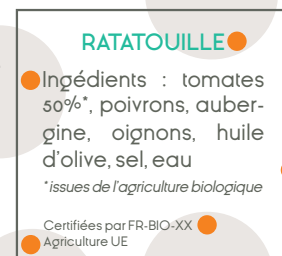 RATATOUILLE
Ingédients : tomates
50%*, poivrons, auber-
gine, oignons, huile
d'olive, sel, eau
*issues de l'agriculture biologique
Certifiées par FR-BIO-XX
Agriculture UE